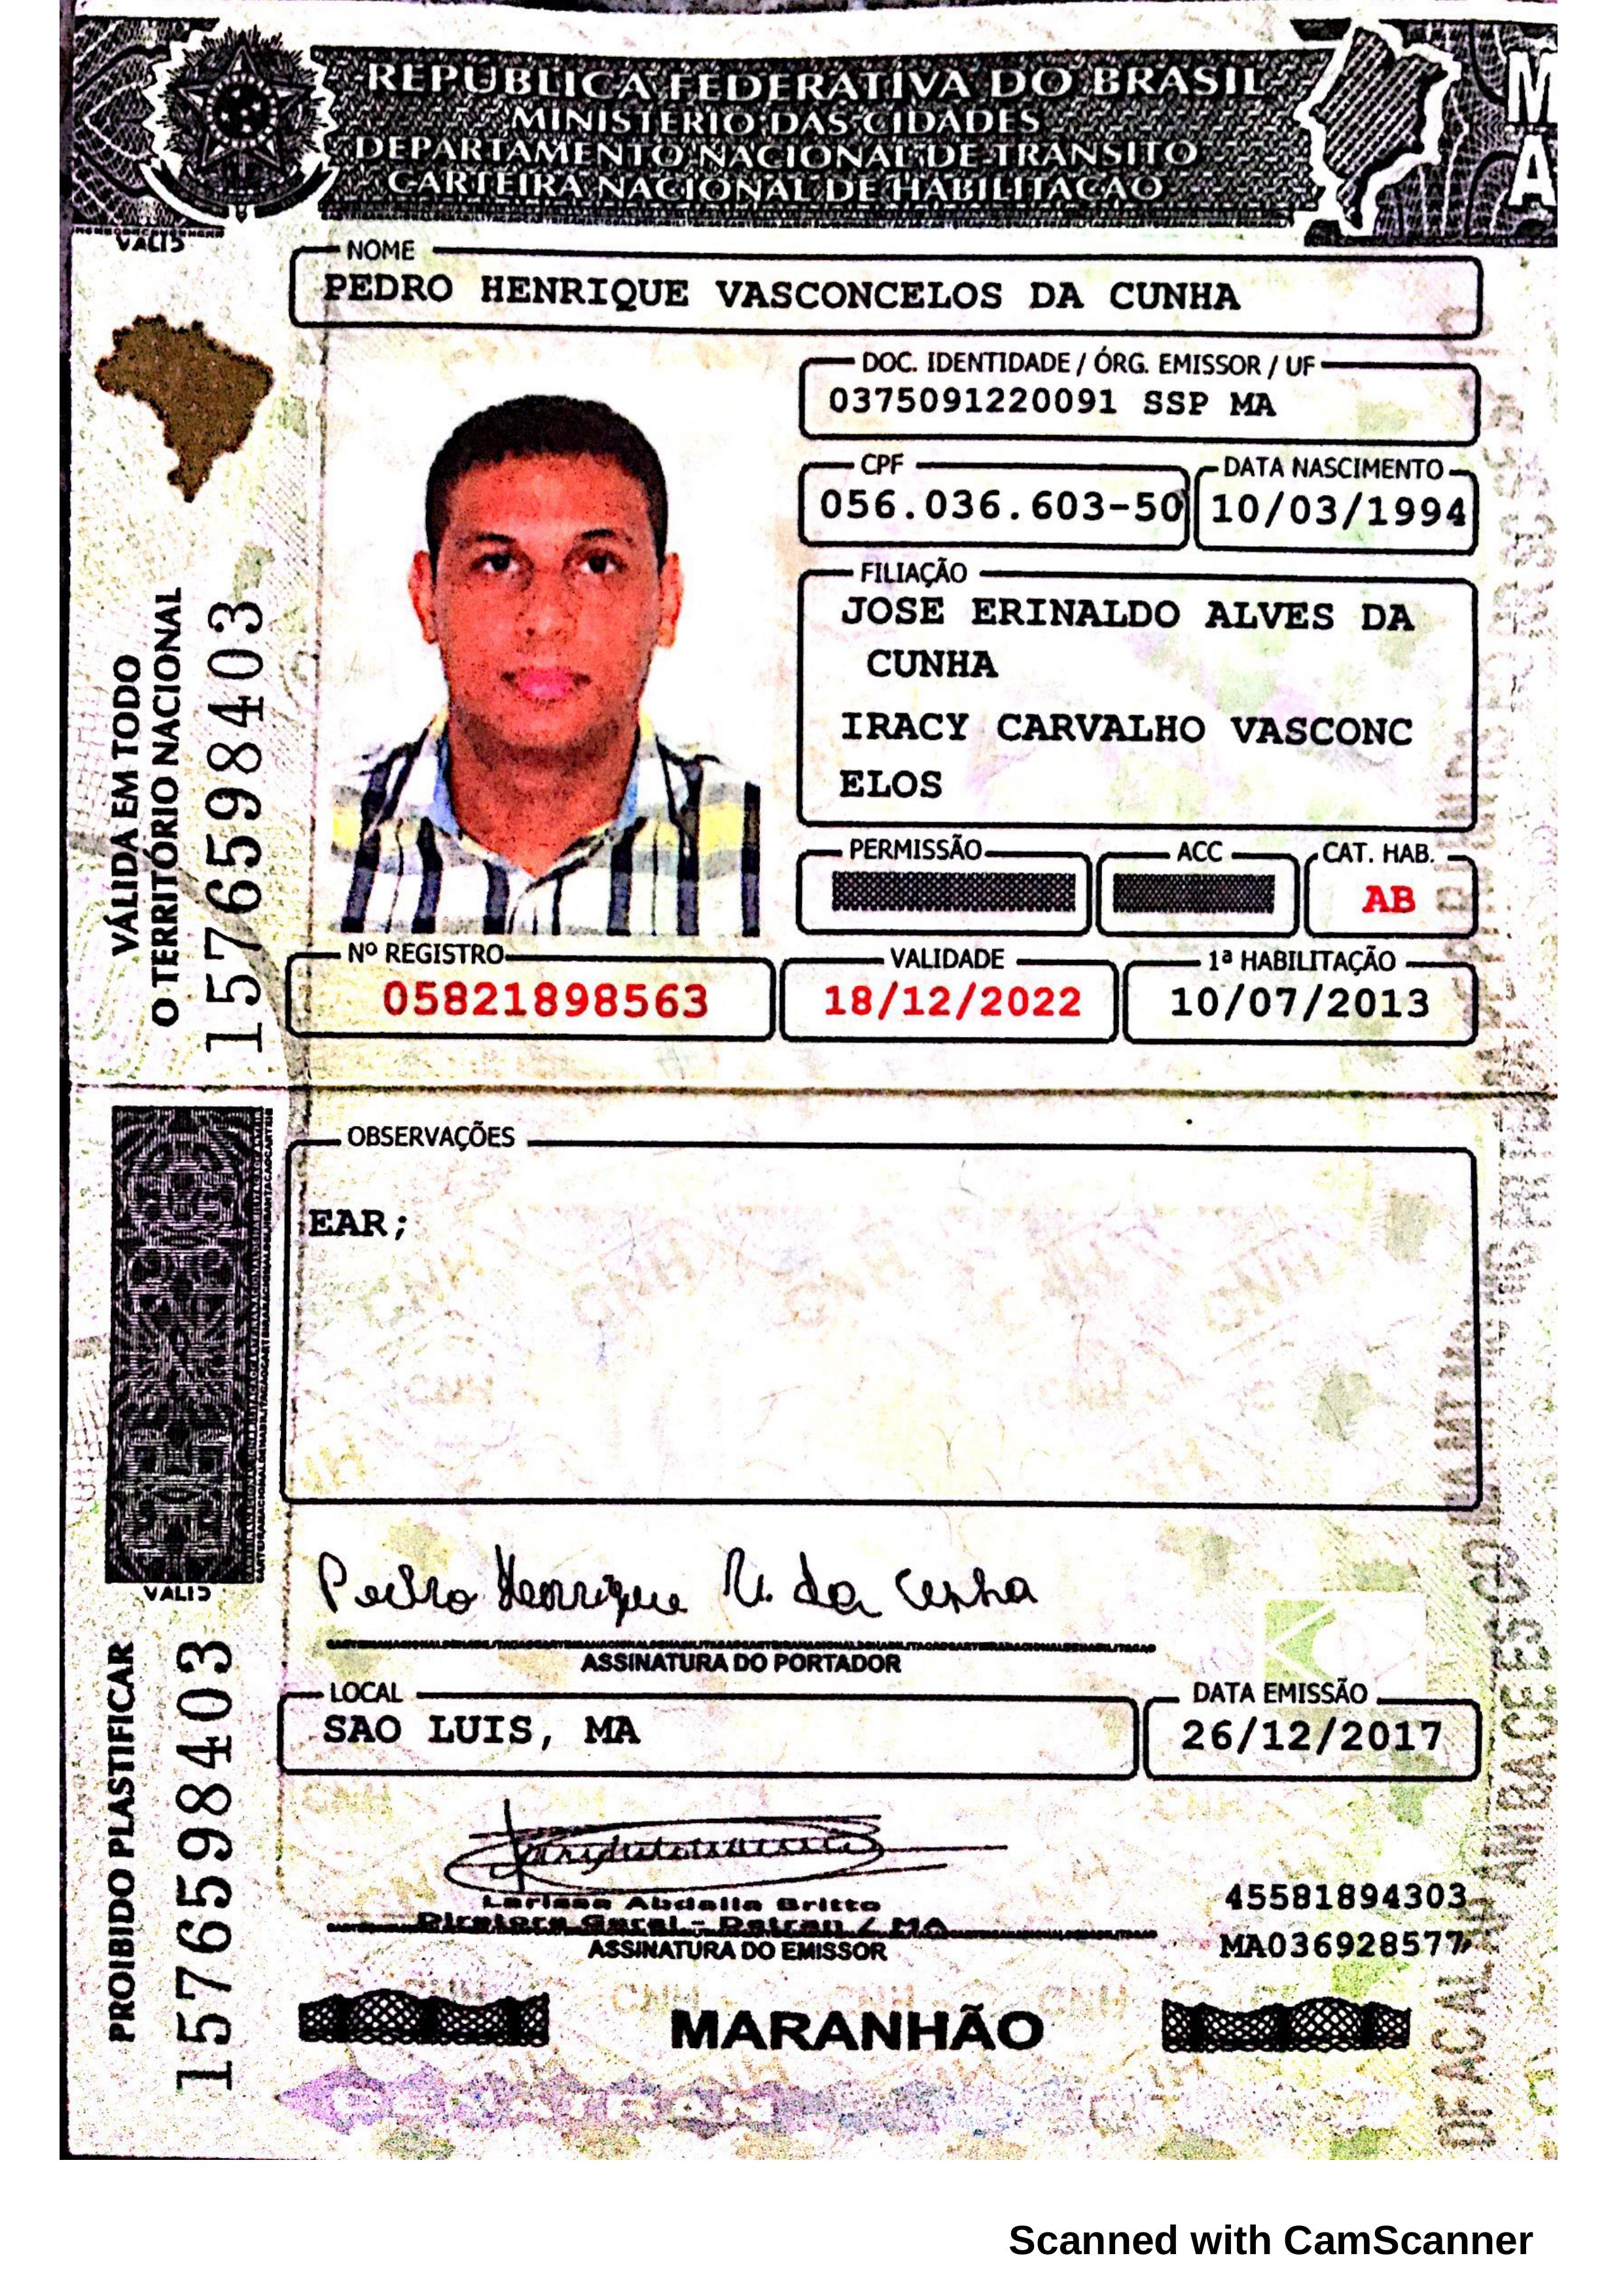 REPÚBLICA FEDERATIVA DO BRASIL
MINISTÉRIO DAS CIDADES
DEPARTAMENTO NACIONAL DE TRÂNSITO
CARTEIRA NACIONAL DE HABILITAÇÃO
MA
VALID
NOME
PEDRO HENRIQUE VASCONCELOS DA CUNHA
DOC. IDENTIDADE / ÓRG. EMISSOR / UF
0375091220091 SSP MA
CPF
056.036.603-50
DATA NASCIMENTO
10/03/1994
FILIAÇÃO
JOSE ERINALDO ALVES DA
CUNHA
IRACY CARVALHO VASCONC
ELOS
PERMISSÃO
ACC
CAT. HAB.
AB
Nº REGISTRO
05821898563
VALIDADE
18/12/2022
1ª HABILITAÇÃO
10/07/2013
VÁLIDA EM TODO
O TERRITÓRIO NACIONAL
1576598403
OBSERVAÇÕES
EAR;
VALID
Pedro Henrique V. da Cunha
ASSINATURA DO PORTADOR
LOCAL
SAO LUIS, MA
DATA EMISSÃO
26/12/2017
PROIBIDO PLASTIFICAR
1576598403
Larissa Abdalla Britto
Diretora Geral - Detran / MA
ASSINATURA DO EMISSOR
45581894303
MA036928577
MARANHÃO
Scanned with CamScanner